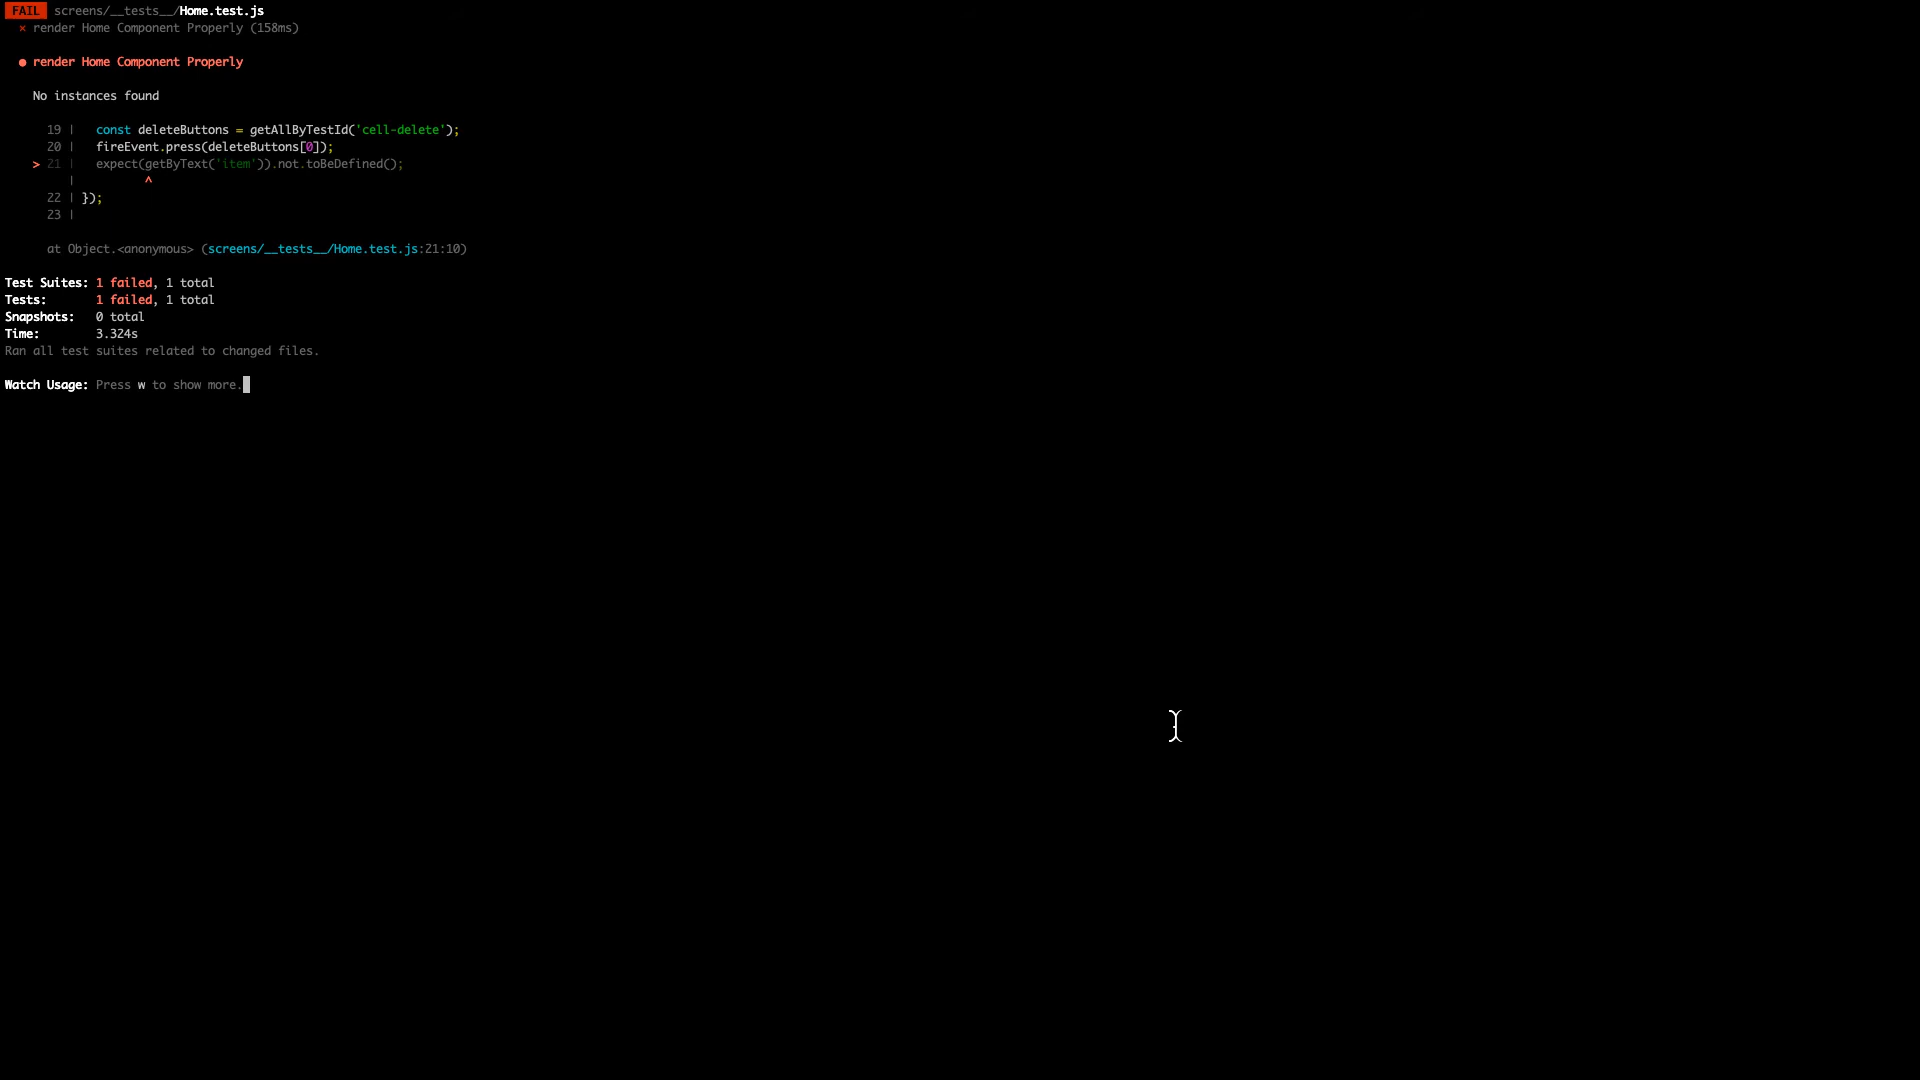 FAIL screens/__tests__/Home.test.js
× render Home Component Properly (158ms)
● render Home Component Properly
No instances found
19 | const deleteButtons = getAllByTestId('cell-delete');
20 | fireEvent.press(deleteButtons[0]);
> 21 | expect(getByText('item')).not.toBeDefined();
| ^
22 | });
23 |
at Object.<anonymous> (screens/__tests__/Home.test.js:21:10)
Test Suites: 1 failed, 1 total
Tests: 1 failed, 1 total
Snapshots: 0 total
Time: 3.324s
Ran all test suites related to changed files.
Watch Usage: Press w to show more.